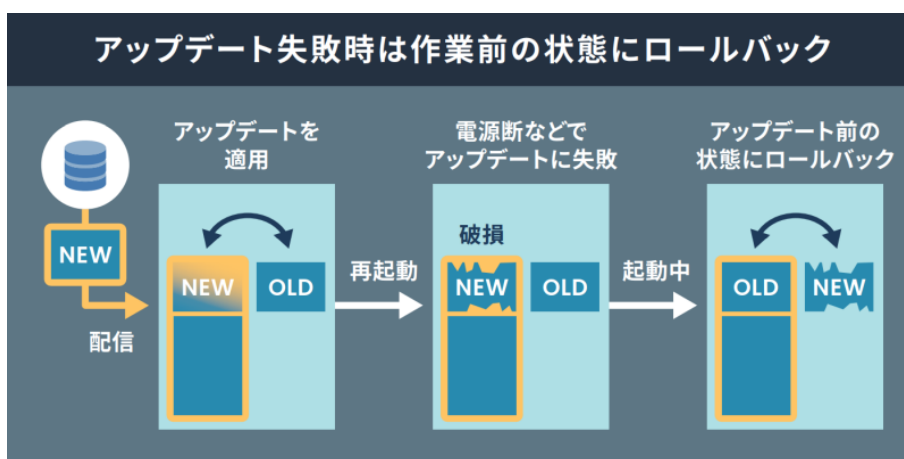 アップデート失敗時は作業前の状態にロールバック
アップデートを
適用
NEW
配信
NEW
OLD
再起動
電源断などで
アップデートに失敗
破損
NEW
OLD
起動中
アップデート前の
状態にロールバック
OLD
NEW